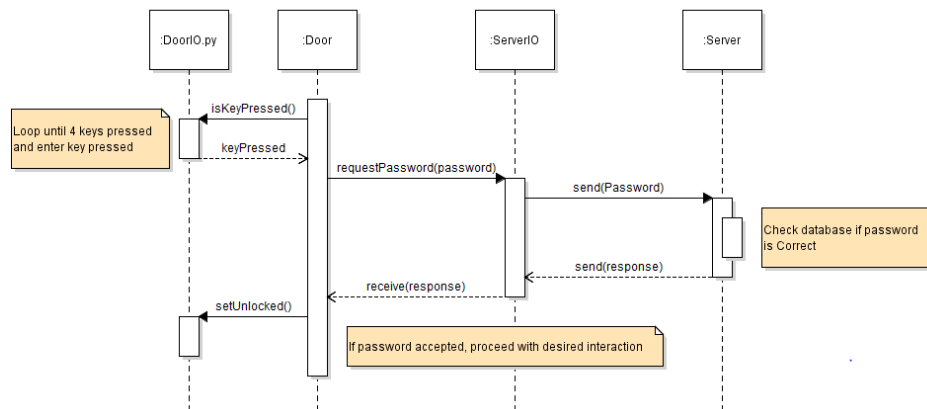 :DoorIO.py
:Door
:ServerIO
:Server
isKeyPressed()
Loop until 4 keys pressed
and enter key pressed
keyPressed
requestPassword(password)
send(Password)
Check database if password
is Correct
send(response)
receive(response)
setUnlocked()
If password accepted, proceed with desired interaction